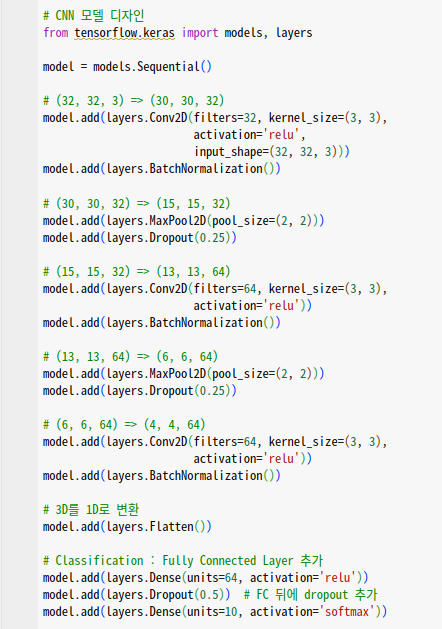 # CNN 모델 디자인
from tensorflow.keras import models, layers
model = models.Sequential()
# (32, 32, 3) => (30, 30, 32)
model.add(layers.Conv2D(filters=32, kernel_size=(3, 3),
activation='relu',
input_shape=(32, 32, 3)))
model.add(layers.BatchNormalization())
# (30, 30, 32) => (15, 15, 32)
model.add(layers.MaxPool2D(pool_size=(2, 2)))
model.add(layers.Dropout(0.25))
# (15, 15, 32) => (13, 13, 64)
model.add(layers.Conv2D(filters=64, kernel_size=(3, 3),
activation='relu'))
model.add(layers.BatchNormalization())
# (13, 13, 64) => (6, 6, 64)
model.add(layers.MaxPool2D(pool_size=(2, 2)))
model.add(layers.Dropout(0.25))
# (6, 6, 64) => (4, 4, 64)
model.add(layers.Conv2D(filters=64, kernel_size=(3, 3),
activation='relu'))
model.add(layers.BatchNormalization())
# 3D를 1D로 변환
model.add(layers.Flatten())
# Classification : Fully Connected Layer 추가
model.add(layers.Dense(units=64, activation='relu'))
model.add(layers.Dropout(0.5)) # FC 뒤에 dropout 추가
model.add(layers.Dense(units=10, activation='softmax'))